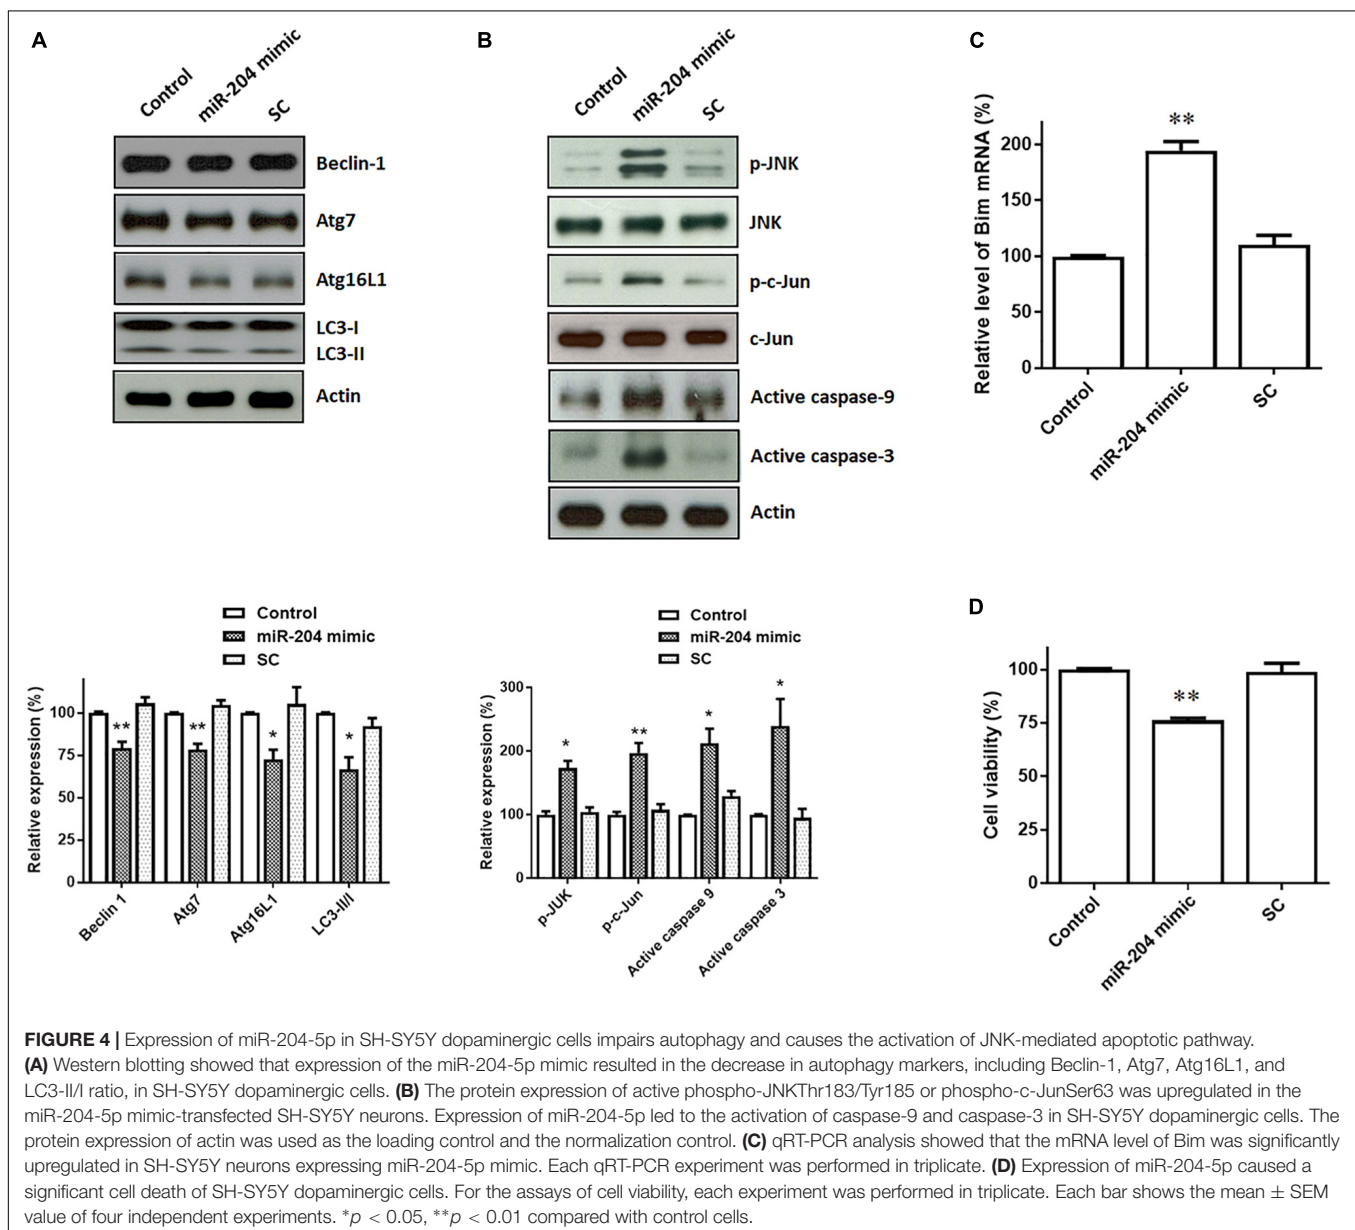 A
Control
miR-204 mimic
SC
Beclin-1
Atg7
Atg16L1
LC3-I
LC3-II
Actin
Control
miR-204 mimic
SC
Relative expression (%)
100
75
50
25
0
** ** * *
Beclin 1
Atg7
Atg16L1
LC3-II/I
B
Control
miR-204 mimic
SC
p-JNK
JNK
p-c-Jun
c-Jun
Active caspase-9
Active caspase-3
Actin
Control
miR-204 mimic
SC
Relative expression (%)
300
200
100
0
* ** * *
p-JUK
p-c-Jun
Active caspase 9
Active caspase 3
C
Relative level of Bim mRNA (%)
200
150
100
50
0
**
Control
miR-204 mimic
SC
D
Cell viability (%)
100
75
50
25
0
**
Control
miR-204 mimic
SC
FIGURE 4 | Expression of miR-204-5p in SH-SY5Y dopaminergic cells impairs autophagy and causes the activation of JNK-mediated apoptotic pathway.
(A) Western blotting showed that expression of the miR-204-5p mimic resulted in the decrease in autophagy markers, including Beclin-1, Atg7, Atg16L1, and
LC3-II/I ratio, in SH-SY5Y dopaminergic cells. (B) The protein expression of active phospho-JNKThr183/Tyr185 or phospho-c-JunSer63 was upregulated in the
miR-204-5p mimic-transfected SH-SY5Y neurons. Expression of miR-204-5p led to the activation of caspase-9 and caspase-3 in SH-SY5Y dopaminergic cells. The
protein expression of actin was used as the loading control and the normalization control. (C) qRT-PCR analysis showed that the mRNA level of Bim was significantly
upregulated in SH-SY5Y neurons expressing miR-204-5p mimic. Each qRT-PCR experiment was performed in triplicate. (D) Expression of miR-204-5p caused a
significant cell death of SH-SY5Y dopaminergic cells. For the assays of cell viability, each experiment was performed in triplicate. Each bar shows the mean ± SEM
value of four independent experiments. *p < 0.05, **p < 0.01 compared with control cells.